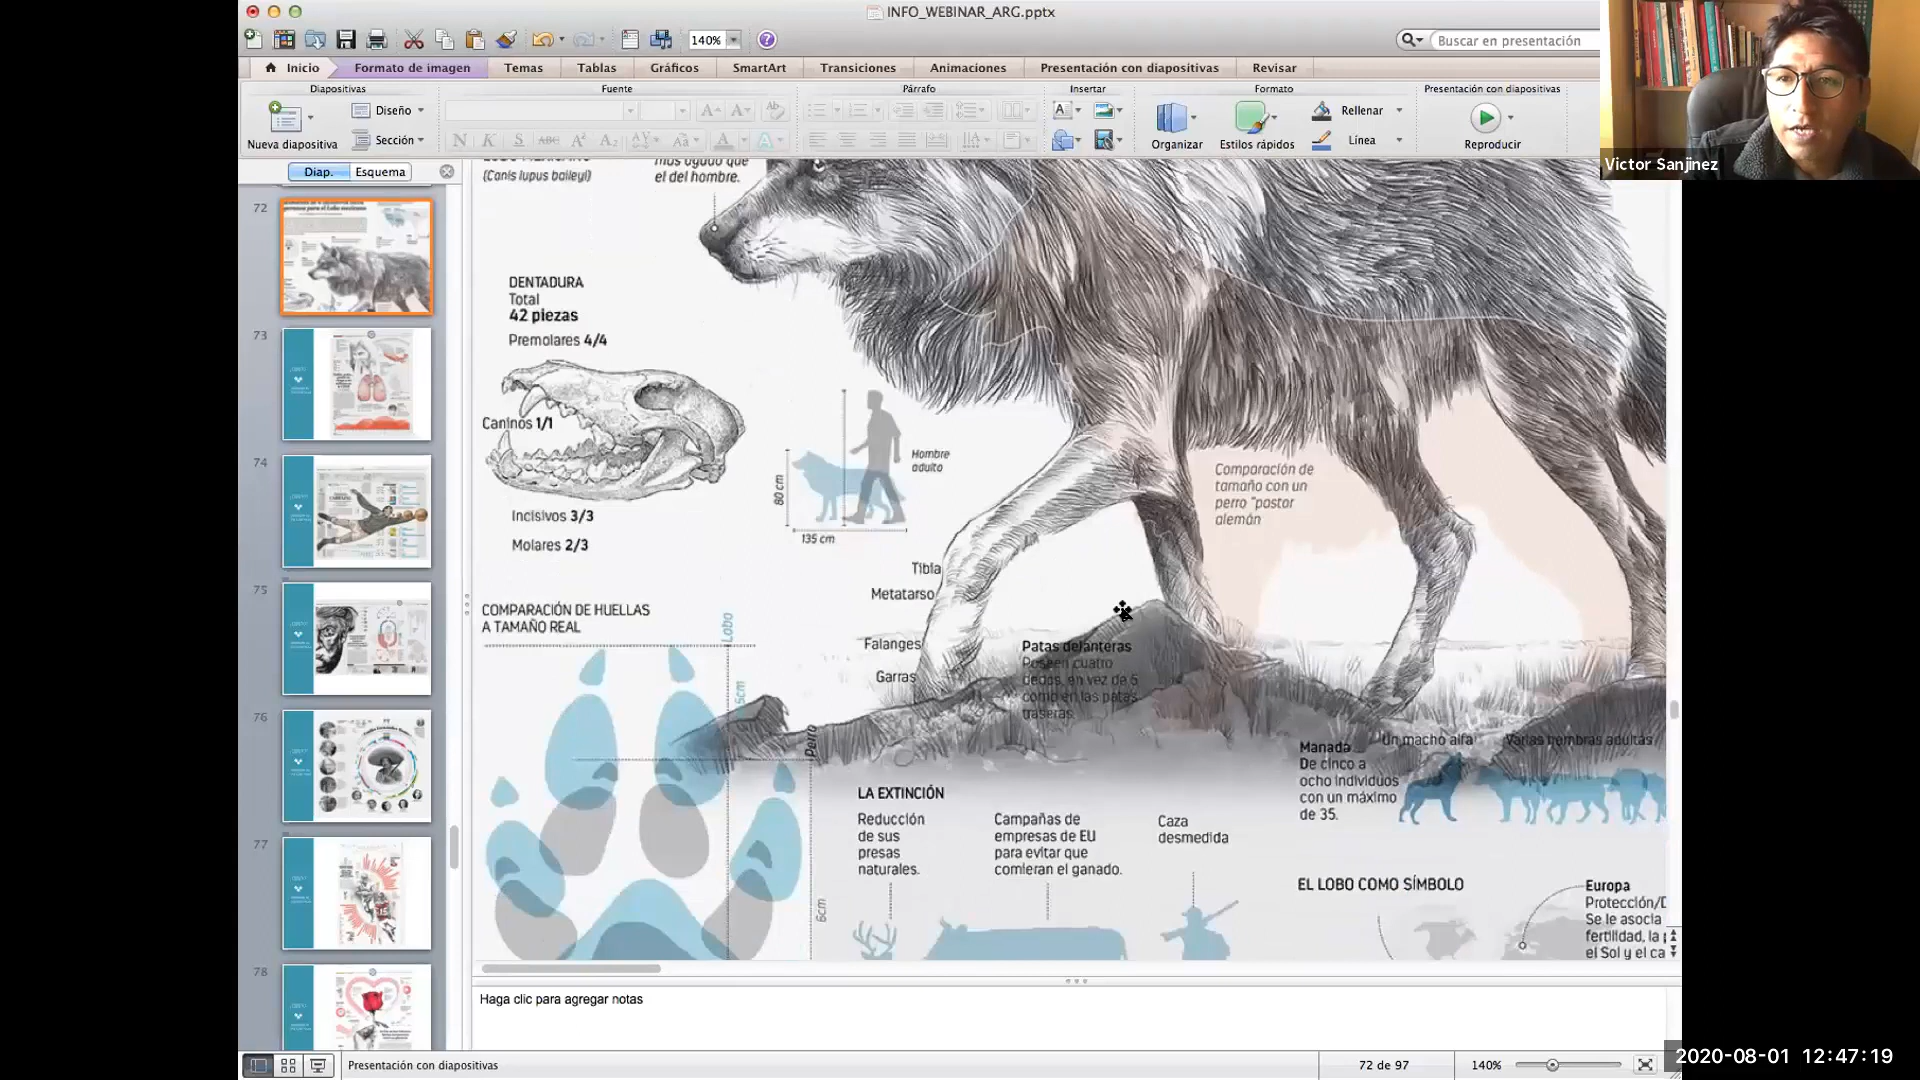 INFO_WEBINAR_ARG.pptx
140%
Buscar en presentación
Inicio
Formato de imagen
Temas
Tablas
Gráficos
SmartArt
Transiciones
Animaciones
Presentación con diapositivas
Revisar
Diapositivas
Fuente
Párrafo
Insertar
Formato
Presentación con diapositivas
Nueva diapositiva
Diseño
Sección
N K S ABC
Organizar
Estilos rápidos
Rellenar
Línea
Reproducir
Victor Sanjinez
Diap.
Esquema
72
73
74
75
76
77
78
LOBO MEXICANO
(Canis lupus baileyi)
más agudo que
el del hombre.
DENTADURA
Total
42 piezas
Premolares 4/4
Caninos 1/1
Incisivos 3/3
Molares 2/3
80 cm
135 cm
Hombre
adulto
Comparación de
tamaño con un
perro "pastor
alemán
Tibia
Metatarso
Falanges
Garras
Patas delanteras
Poseen cuatro
dedos, en vez de 5
como en las patas
traseras.
COMPARACIÓN DE HUELLAS
A TAMAÑO REAL
Lobo
5cm
Perro
6cm
LA EXTINCIÓN
Reducción
de sus
presas
naturales.
Campañas de
empresas de EU
para evitar que
comieran el ganado.
Caza
desmedida
Manada
De cinco a
ocho individuos
con un máximo
de 35.
Un macho alfa
Varias hembras adultas
EL LOBO COMO SÍMBOLO
Europa
Protección/D
Se le asocia
fertilidad, la
el Sol y el ca
Haga clic para agregar notas
Presentación con diapositivas
72 de 97
140%
2020-08-01 12:47:19